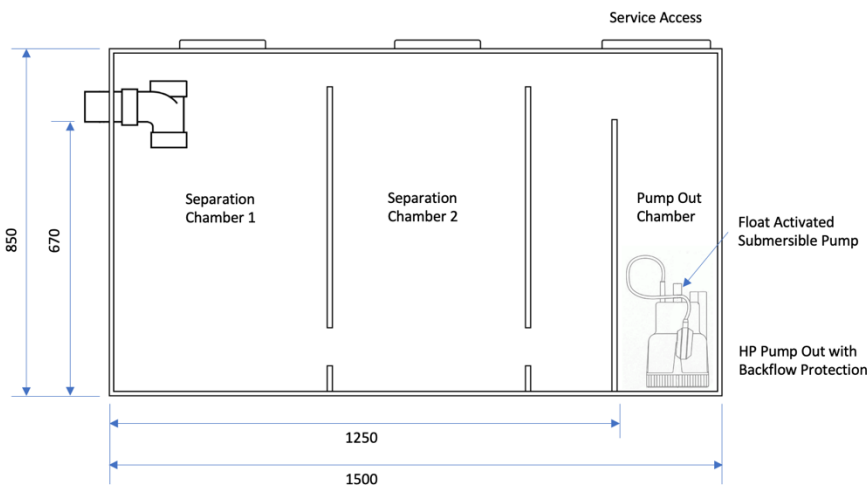 Service Access
Separation
Chamber 1
Separation
Chamber 2
Pump Out
Chamber
Float Activated
Submersible Pump
HP Pump Out with
Backflow Protection
850
670
1250
1500